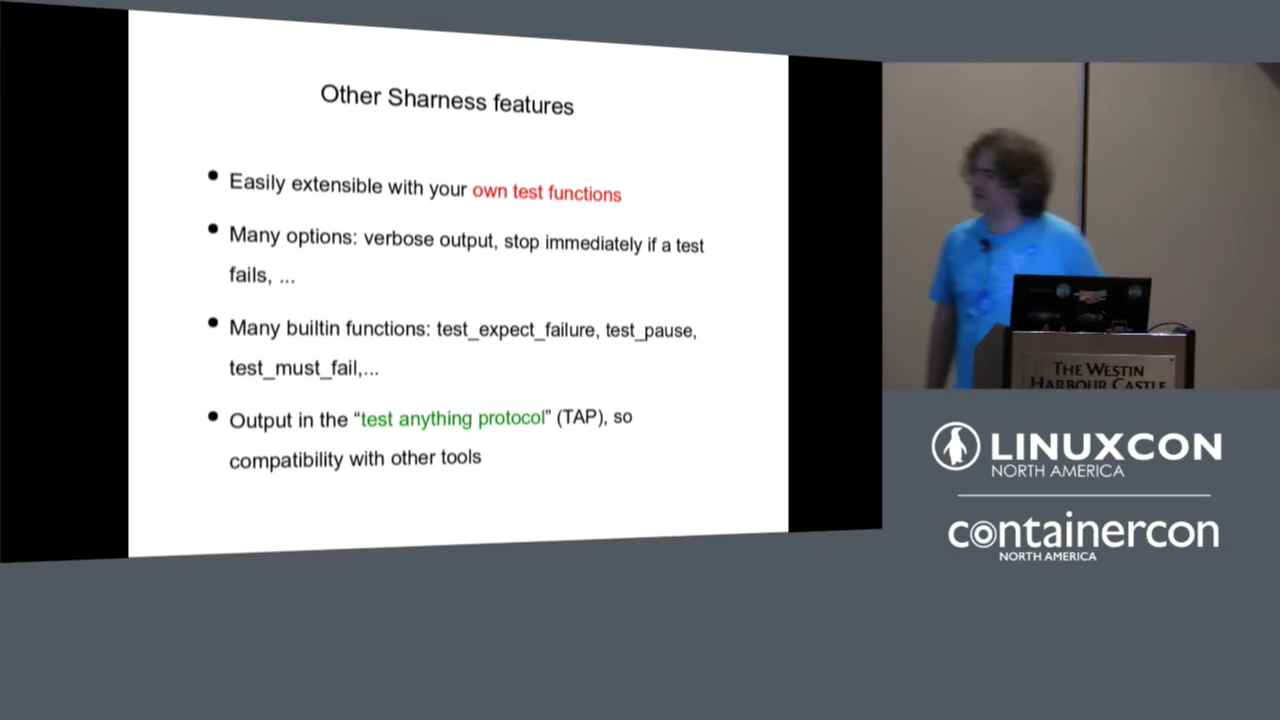 Other Sharness features
• Easily extensible with your own test functions
• Many options: verbose output, stop immediately if a test
fails, ...
• Many builtin functions: test_expect_failure, test_pause,
test_must_fail,...
• Output in the “test anything protocol” (TAP), so
compatibility with other tools
THE WESTIN
HARBOUR CASTLE
LINUXCON
NORTH AMERICA
containercon
NORTH AMERICA